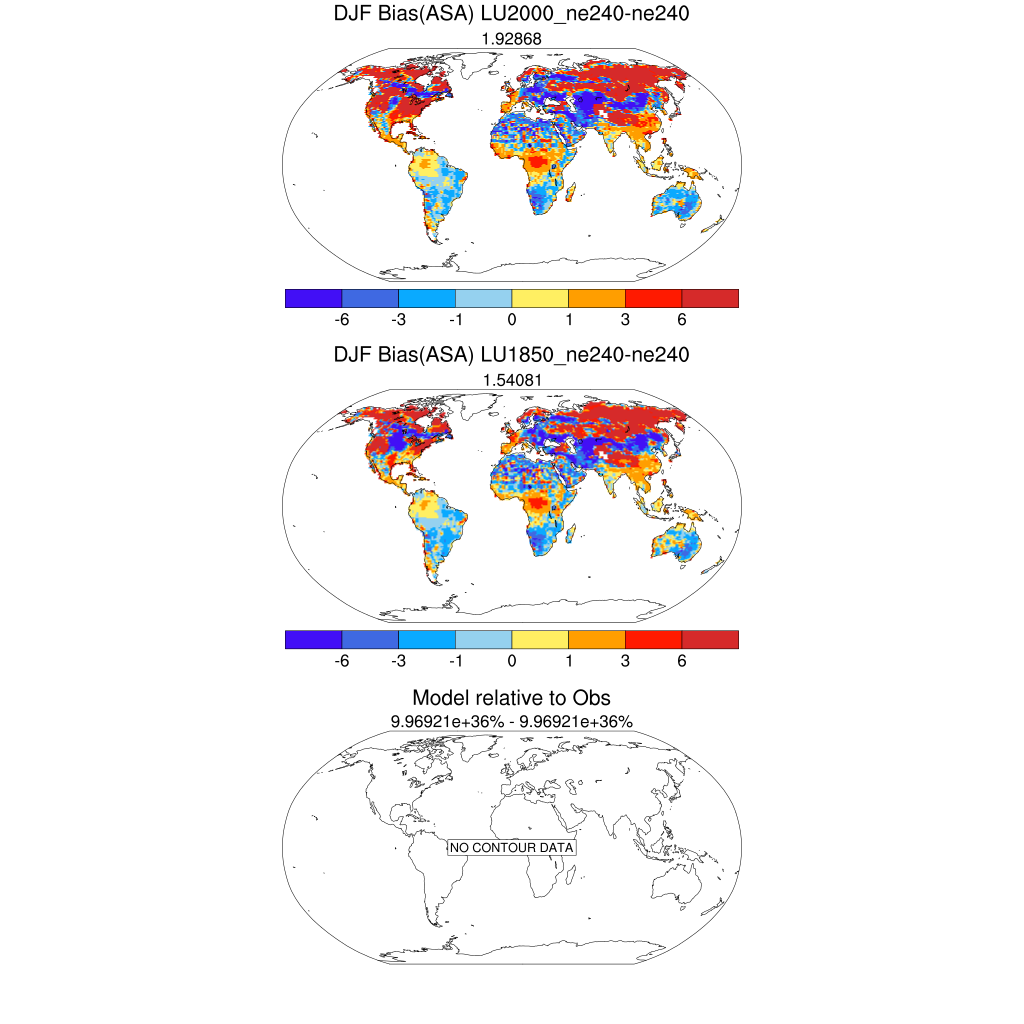 DJF Bias(ASA) LU2000_ne240-ne240
1.92868
-6 -3 -1 0 1 3 6
DJF Bias(ASA) LU1850_ne240-ne240
1.54081
-6 -3 -1 0 1 3 6
Model relative to Obs
9.96921e+36% - 9.96921e+36%
NO CONTOUR DATA